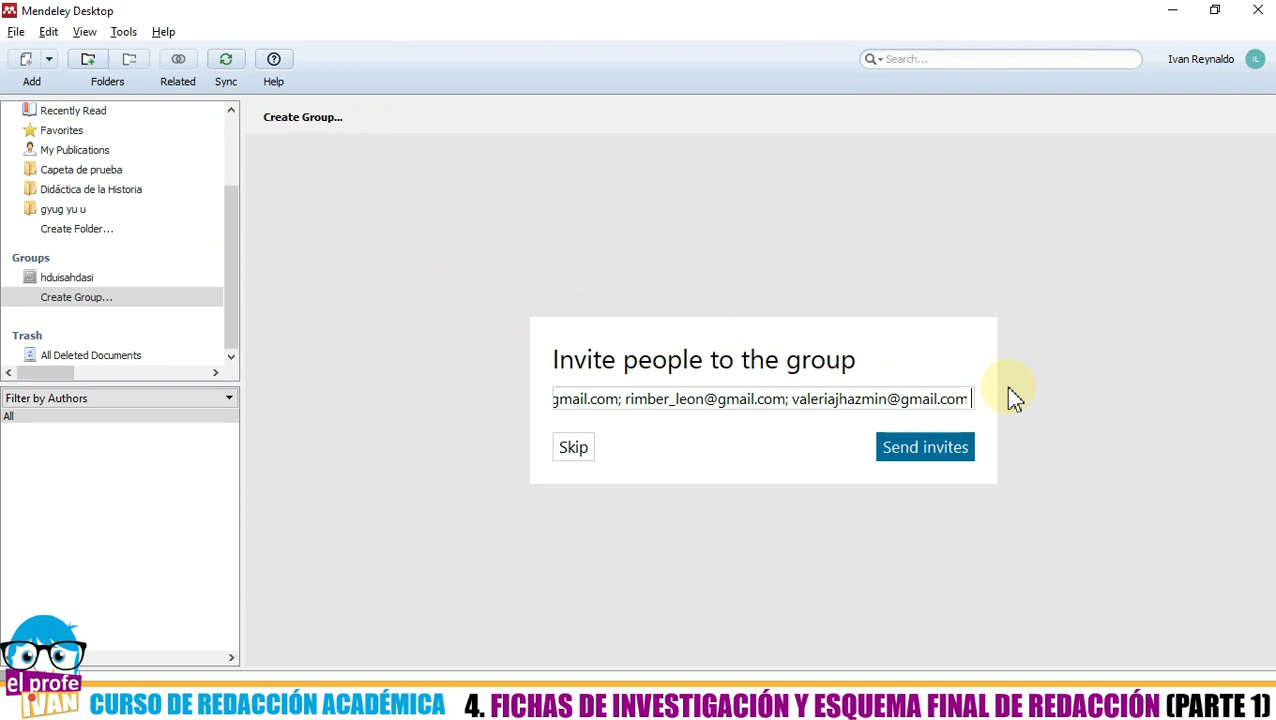 Mendeley Desktop
File Edit View Tools Help
Search...
Ivan Reynaldo IL
Add Folders Related Sync Help
Recently Read
Favorites
My Publications
Capeta de prueba
Didáctica de la Historia
gyug yu u
Create Folder...
Groups
hduisahdasi
Create Group...
Trash
All Deleted Documents
Filter by Authors
All
Create Group...
Invite people to the group
gmail.com; rimber_leon@gmail.com; valeriajhazmin@gmail.com
Skip
Send invites
el profe
IVAN
CURSO DE REDACCIÓN ACADÉMICA 4. FICHAS DE INVESTIGACIÓN Y ESQUEMA FINAL DE REDACCIÓN (PARTE 1)